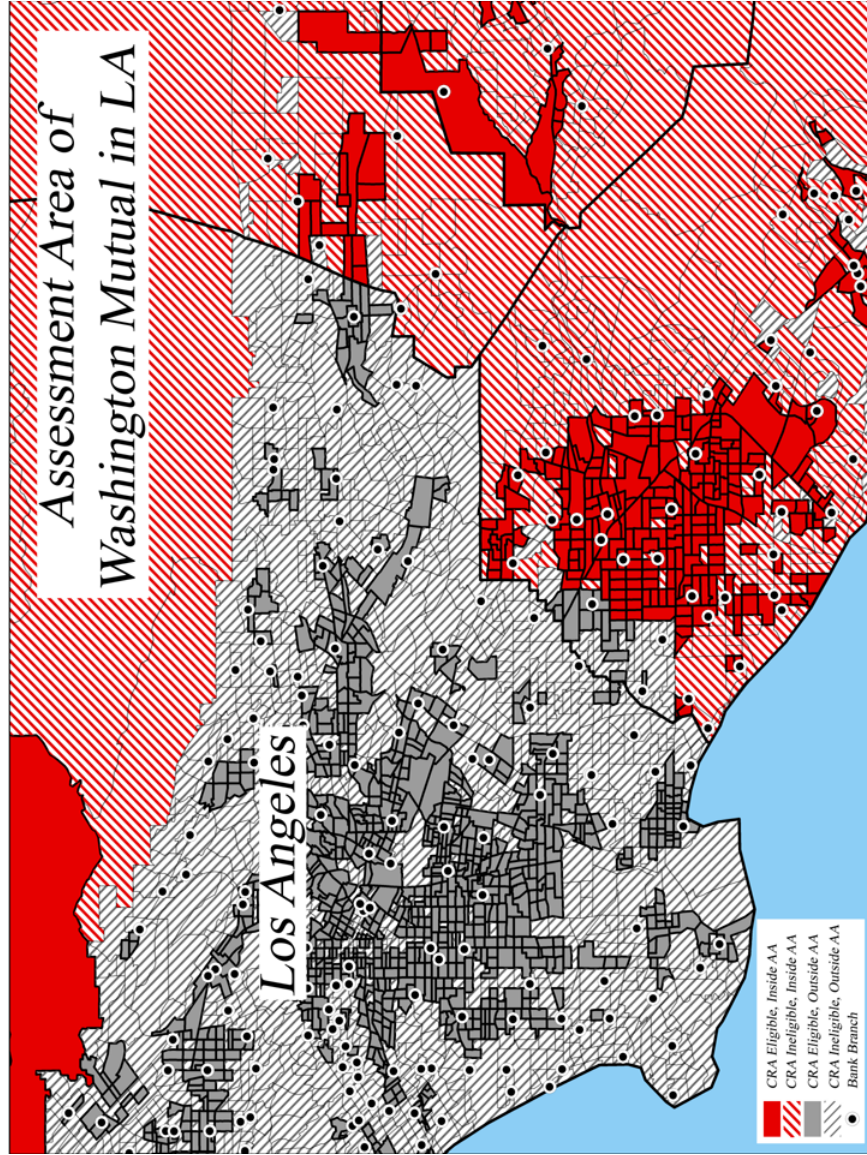 Assessment Area of
Washington Mutual in LA
Los Angeles
CRA Eligible, Inside AA
CRA Ineligible, Inside AA
CRA Eligible, Outside AA
CRA Ineligible, Outside AA
Bank Branch